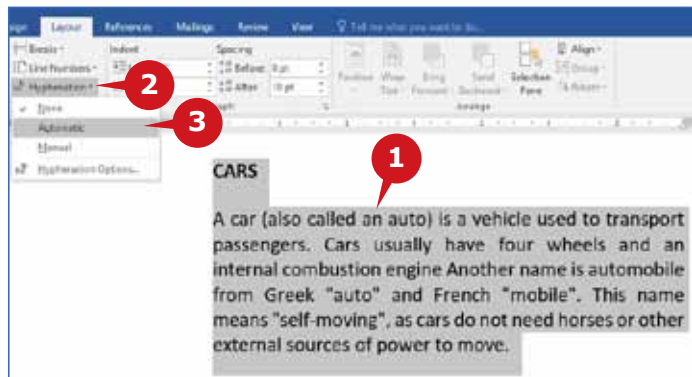 Layout References Mailings Review View Tell me what you want to do...
Breaks Indent Spacing Align
Line Numbers Before: 0 pt Position Wrap Bring Send Selection Group
Hyphenation 2 After: 10 pt Text Forward Backward Pane Rotate
None Arrange
Automatic 3
Manual
Hyphenation Options...
1
CARS
A car (also called an auto) is a vehicle used to transport
passengers. Cars usually have four wheels and an
internal combustion engine Another name is automobile
from Greek "auto" and French "mobile". This name
means "self-moving", as cars do not need horses or other
external sources of power to move.